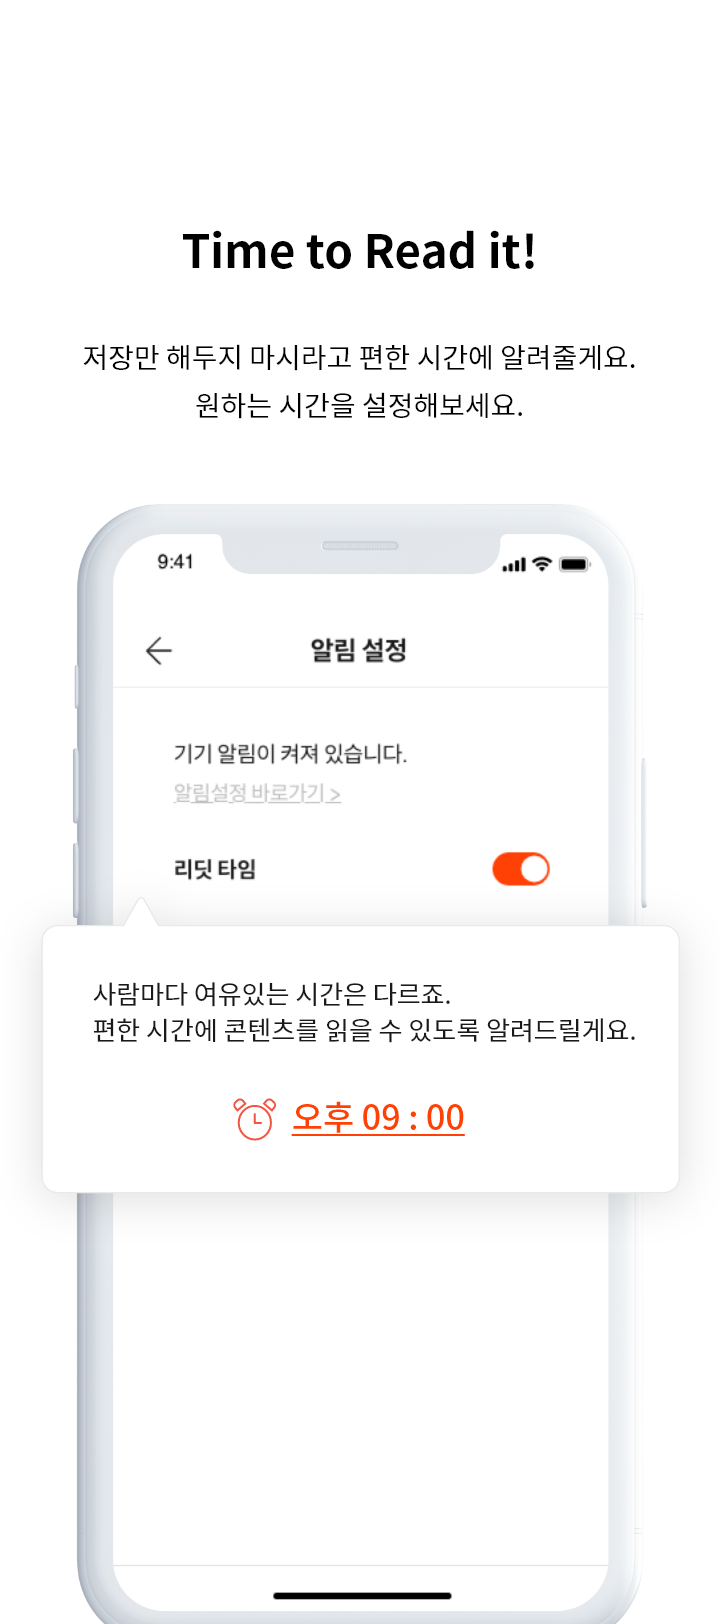 Time to Read it!
저장만 해두지 마시라고 편한 시간에 알려줄게요.
원하는 시간을 설정해보세요.
9:41
알림 설정
기기 알림이 켜져 있습니다.
알림설정 바로가기 >
리딧 타임
사람마다 여유있는 시간은 다르죠.
편한 시간에 콘텐츠를 읽을 수 있도록 알려드릴게요.
오후 09 : 00